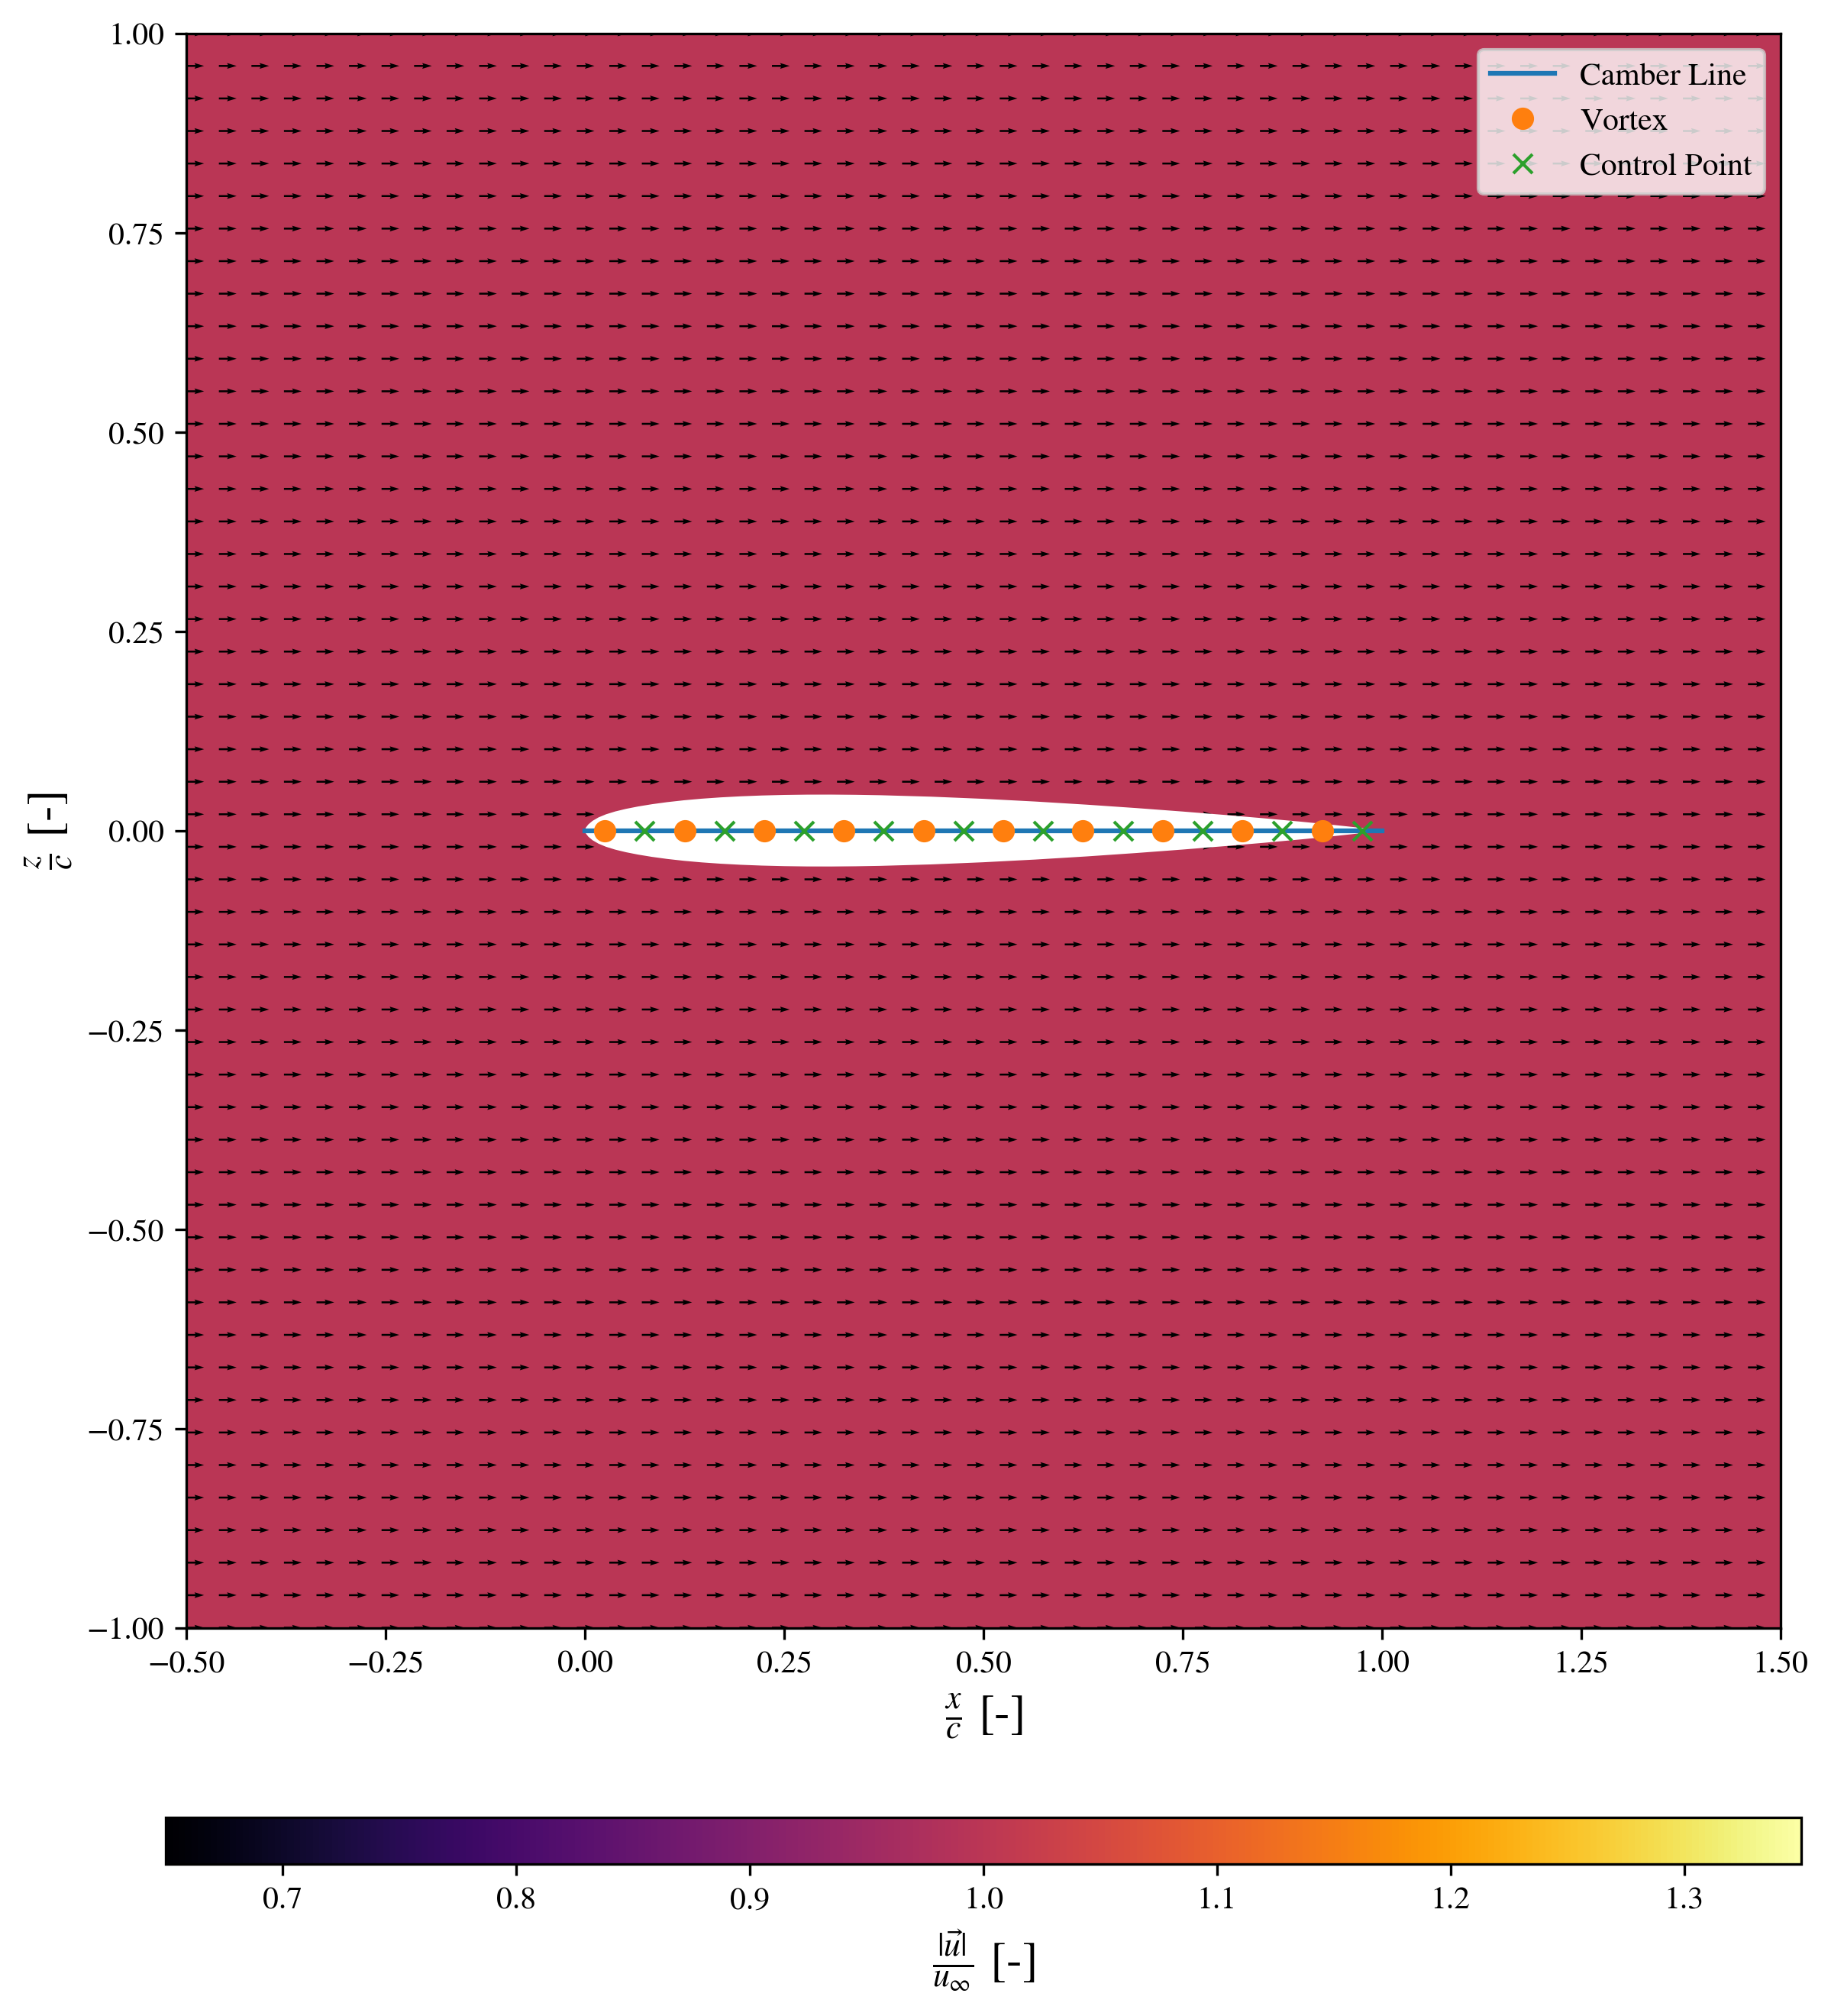 1.00
Camber Line
Vortex
Control Point
0.75
0.50
0.25
z/c [-]
0.00
−0.25
−0.50
−0.75
−1.00
−0.50 −0.25 0.00 0.25 0.50 0.75 1.00 1.25 1.50
x/c [-]
0.7 0.8 0.9 1.0 1.1 1.2 1.3
|u⃗|/u∞ [-]